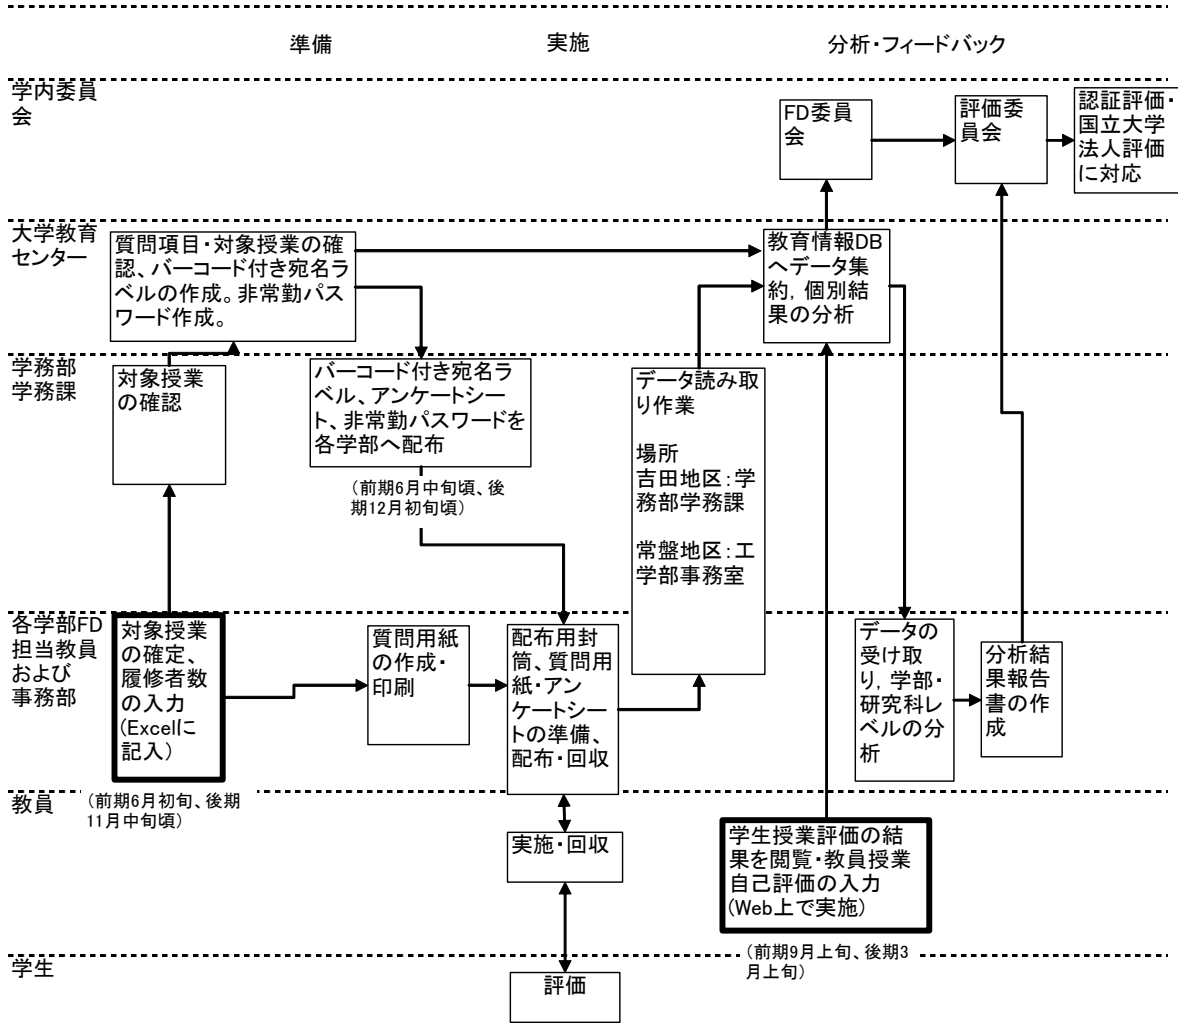 準備
実施
分析・フィードバック
学内委員
会
FD委員
会
評価委
員会
認証評価・
国立大学
法人評価
に対応
大学教育
センター
質問項目・対象授業の確
認、バーコード付き宛名ラ
ベルの作成。非常勤パス
ワード作成。
教育情報DB
へデータ集
約，個別結
果の分析
学務部
学務課
対象授業
の確認
バーコード付き宛名ラ
ベル、アンケートシー
ト、非常勤パスワードを
各学部へ配布
（前期6月中旬頃、後
期12月初旬頃）
データ読み取
り作業
場所
吉田地区：学
務部学務課
常盤地区：工
学部事務室
各学部FD
担当教員
および
事務部
対象授業
の確定、
履修者数
の入力
(Excelに
記入）
（前期6月初旬、後期
11月中旬頃）
質問用紙
の作成・
印刷
配布用封
筒、質問用
紙・アン
ケートシー
トの準備、
配布・回収
データの
受け取
り，学部・
研究科レ
ベルの分
析
分析結
果報告
書の作
成
教員
実施・回収
学生授業評価の結
果を閲覧・教員授業
自己評価の入力
(Web上で実施）
（前期9月上旬、後期3
月上旬）
学生
評価